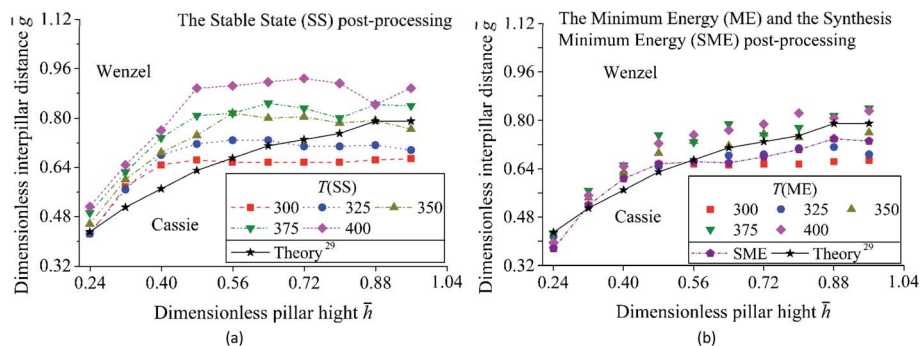 ḡ
1.12
0.96
0.80
0.64
0.48
0.32
Dimensionless interpillar distance
The Stable State (SS) post-processing
Wenzel
Cassie
T(SS)
300 325 350
375 400
Theory29
0.24 0.40 0.56 0.72 0.88 1.04
Dimensionless pillar hight h̄
(a)
ḡ
1.12
0.96
0.80
0.64
0.48
0.32
Dimensionless interpillar distance
The Minimum Energy (ME) and the Synthesis
Minimum Energy (SME) post-processing
Wenzel
Cassie
T(ME)
300 325 350
375 400
SME Theory29
0.24 0.40 0.56 0.72 0.88 1.04
Dimensionless pillar hight h̄
(b)